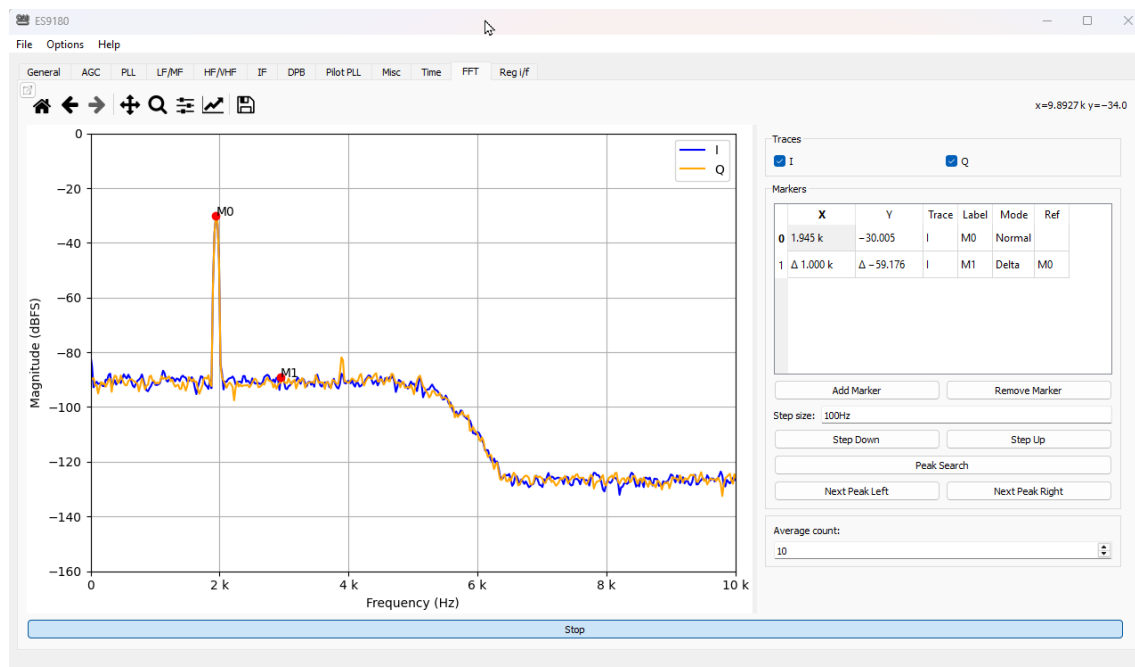 ES9180
File Options Help
General AGC PLL LF/MF HF/VHF IF DPB Pilot PLL Misc Time FFT Reg i/f
x=9.8927 k y=−34.0
0
−20
−40
−60
−80
−100
−120
−140
−160
Magnitude (dBFS)
I
Q
M0
M1
0 2 k 4 k 6 k 8 k 10 k
Frequency (Hz)
Traces
I Q
Markers
X Y Trace Label Mode Ref
0 1.945 k −30.005 I M0 Normal
1 Δ 1.000 k Δ −59.176 I M1 Delta M0
Add Marker Remove Marker
Step size: 100Hz
Step Down Step Up
Peak Search
Next Peak Left Next Peak Right
Average count:
10
Stop